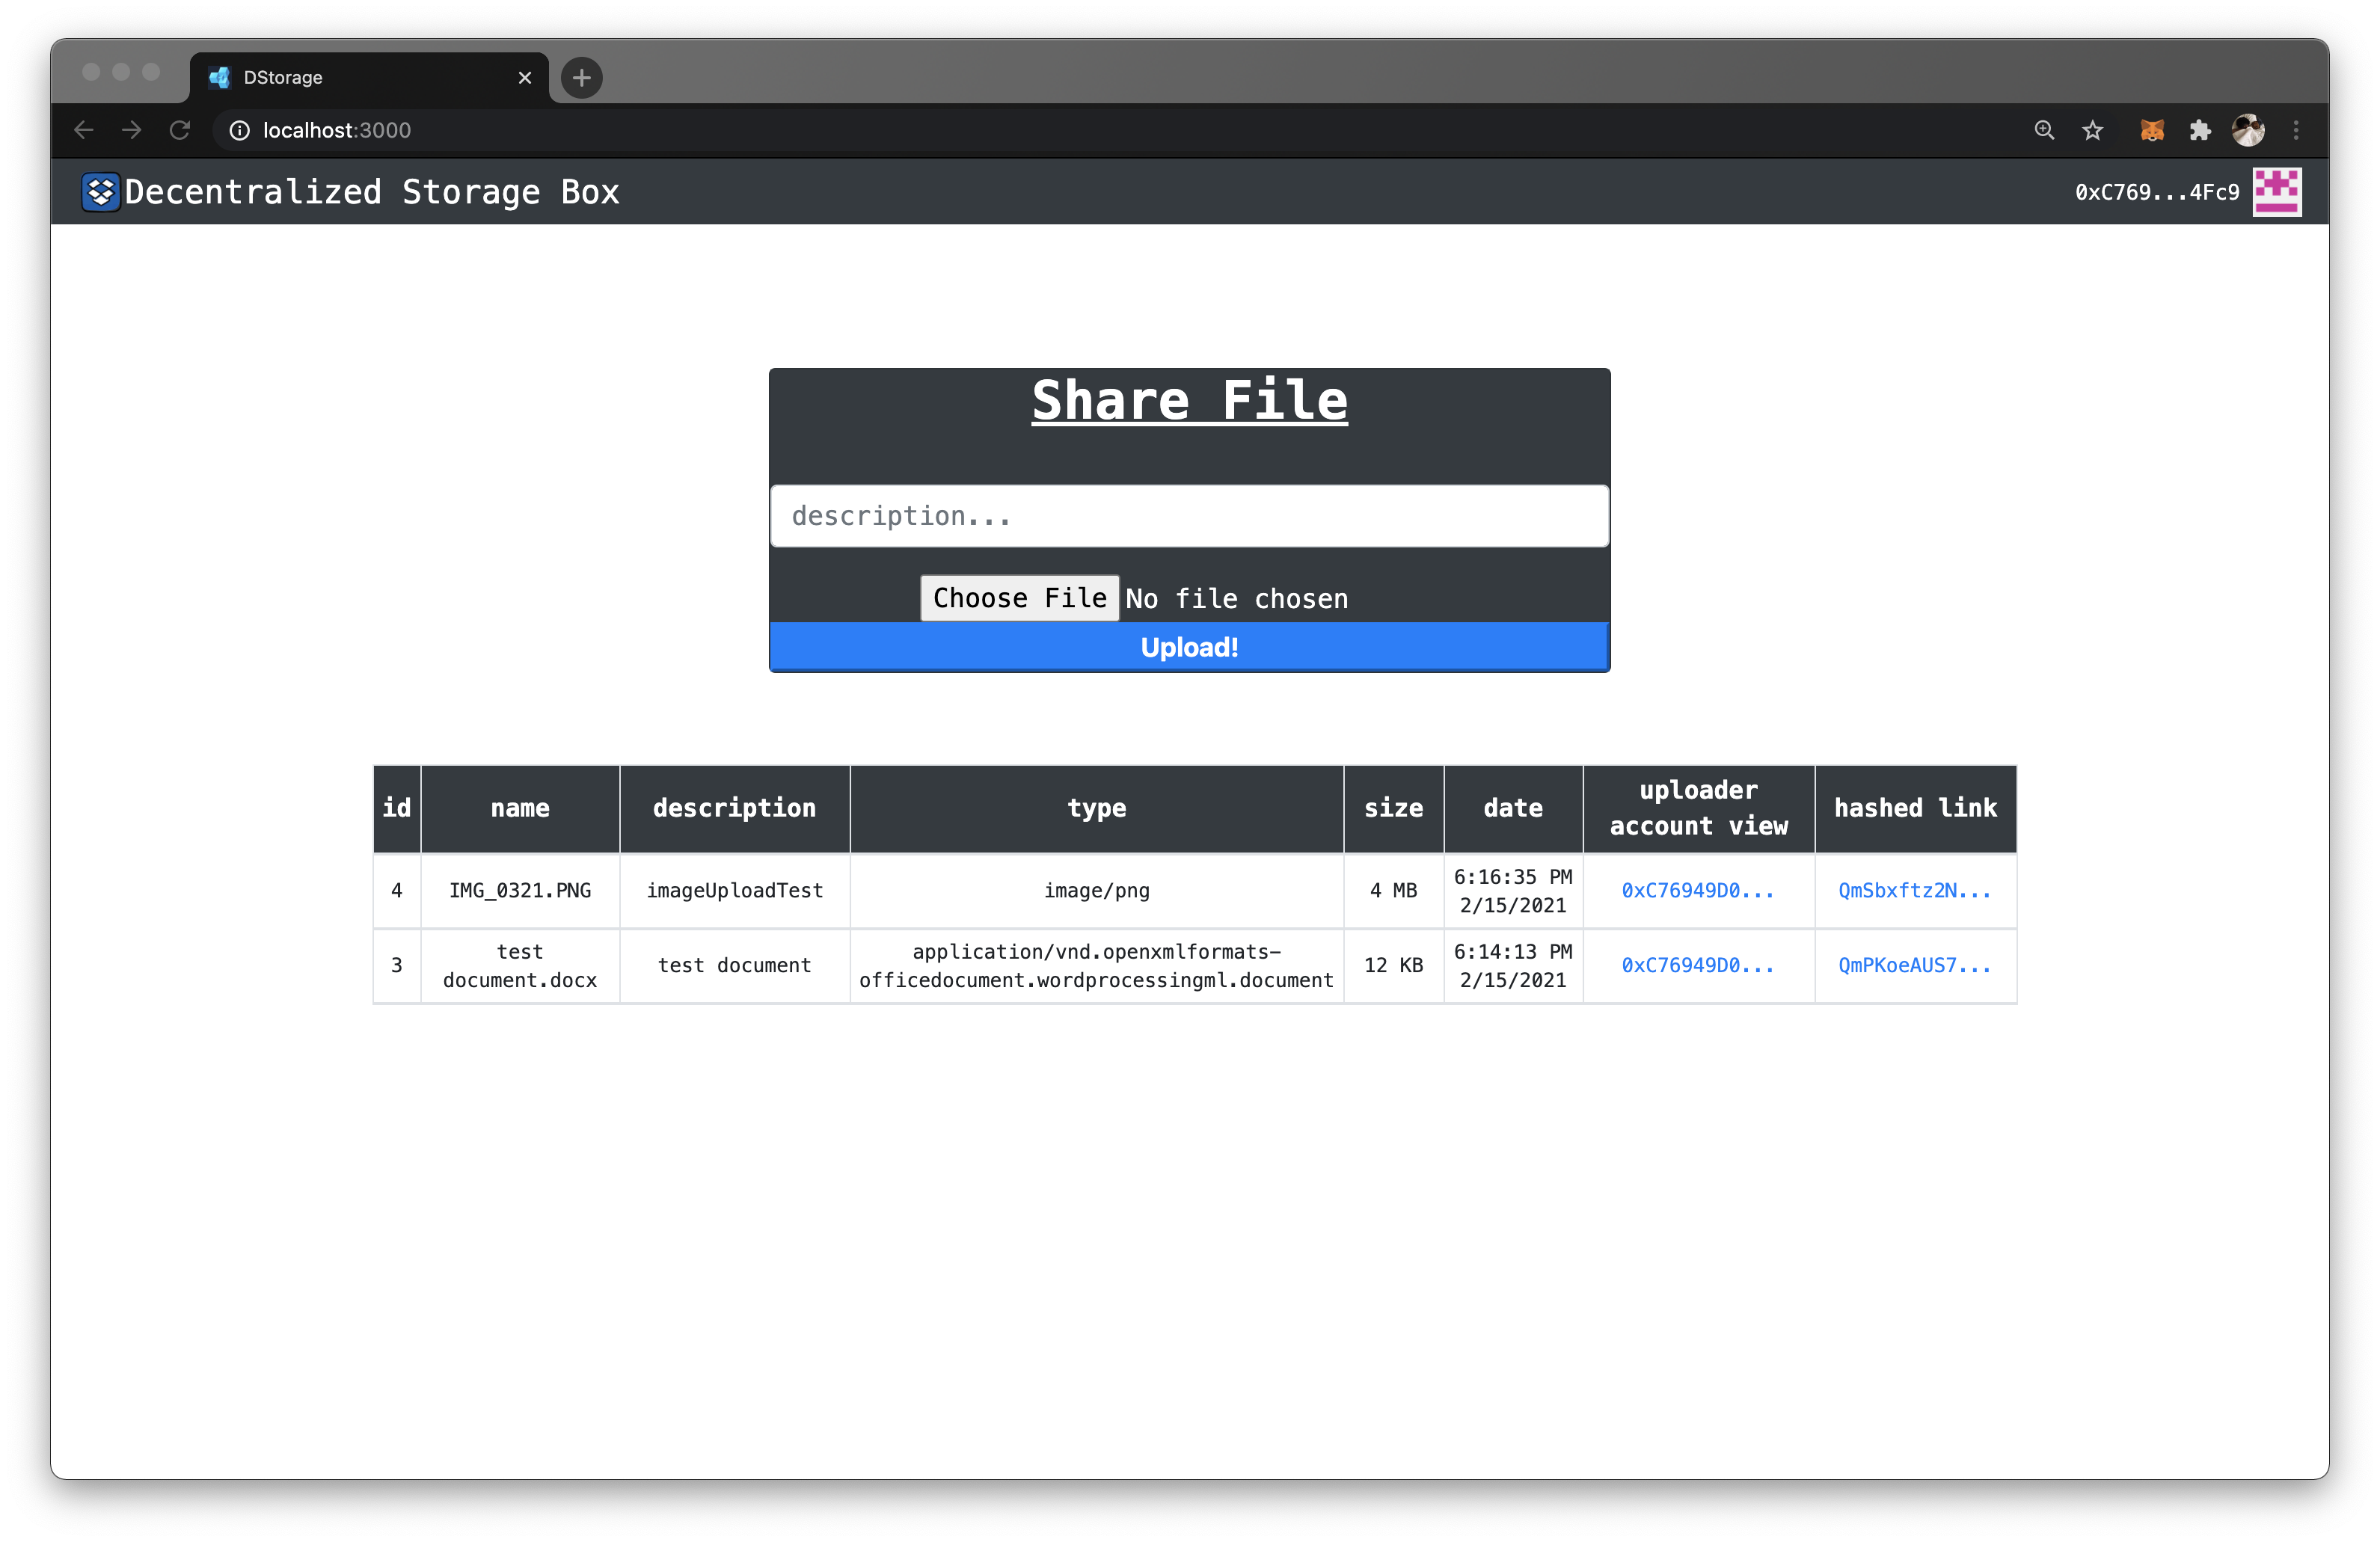 DStorage
localhost:3000
Decentralized Storage Box
0xC769...4Fc9
Share File
description...
Choose File No file chosen
Upload!
id name description type size date uploader account view hashed link
4 IMG_0321.PNG imageUploadTest image/png 4 MB 6:16:35 PM 2/15/2021 0xC76949D0... QmSbxftz2N...
3 test document.docx test document application/vnd.openxmlformats-officedocument.wordprocessingml.document 12 KB 6:14:13 PM 2/15/2021 0xC76949D0... QmPKoeAUS7...